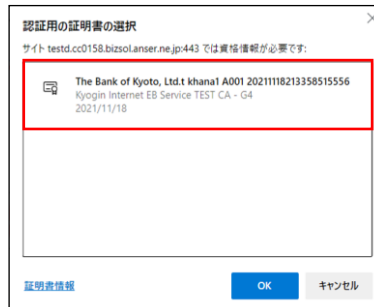 認証用の証明書の選択
サイト testd.cc0158.bizsol.anser.ne.jp:443 では資格情報が必要です:
The Bank of Kyoto, Ltd.t khana1 A001 20211118213358515556
Kyogin Internet EB Service TEST CA - G4
2021/11/18
証明書情報
OK
キャンセル